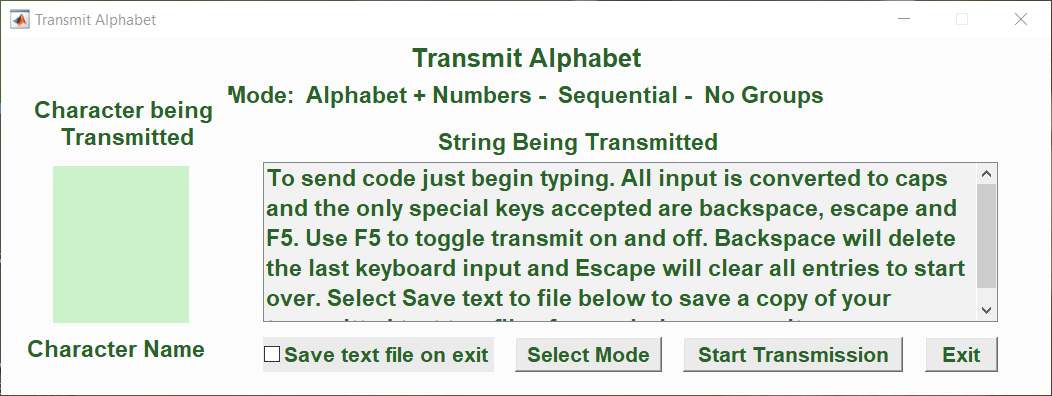 Transmit Alphabet
Transmit Alphabet
Mode: Alphabet + Numbers - Sequential - No Groups
Character being
Transmitted
String Being Transmitted
To send code just begin typing. All input is converted to caps
and the only special keys accepted are backspace, escape and
F5. Use F5 to toggle transmit on and off. Backspace will delete
the last keyboard input and Escape will clear all entries to start
over. Select Save text to file below to save a copy of your
Character Name
Save text file on exit
Select Mode
Start Transmission
Exit